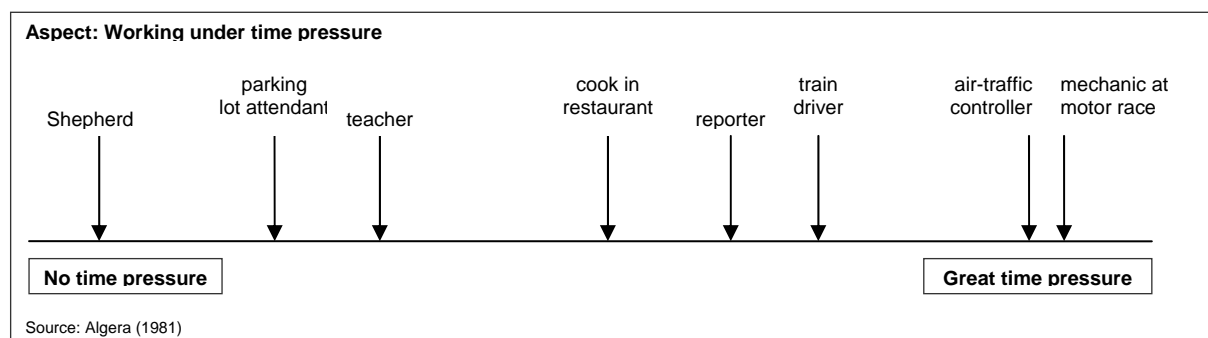 Aspect: Working under time pressure
Shepherd
parking
lot attendant
teacher
cook in
restaurant
reporter
train
driver
air-traffic
controller
mechanic at
motor race
No time pressure
Great time pressure
Source: Algera (1981)